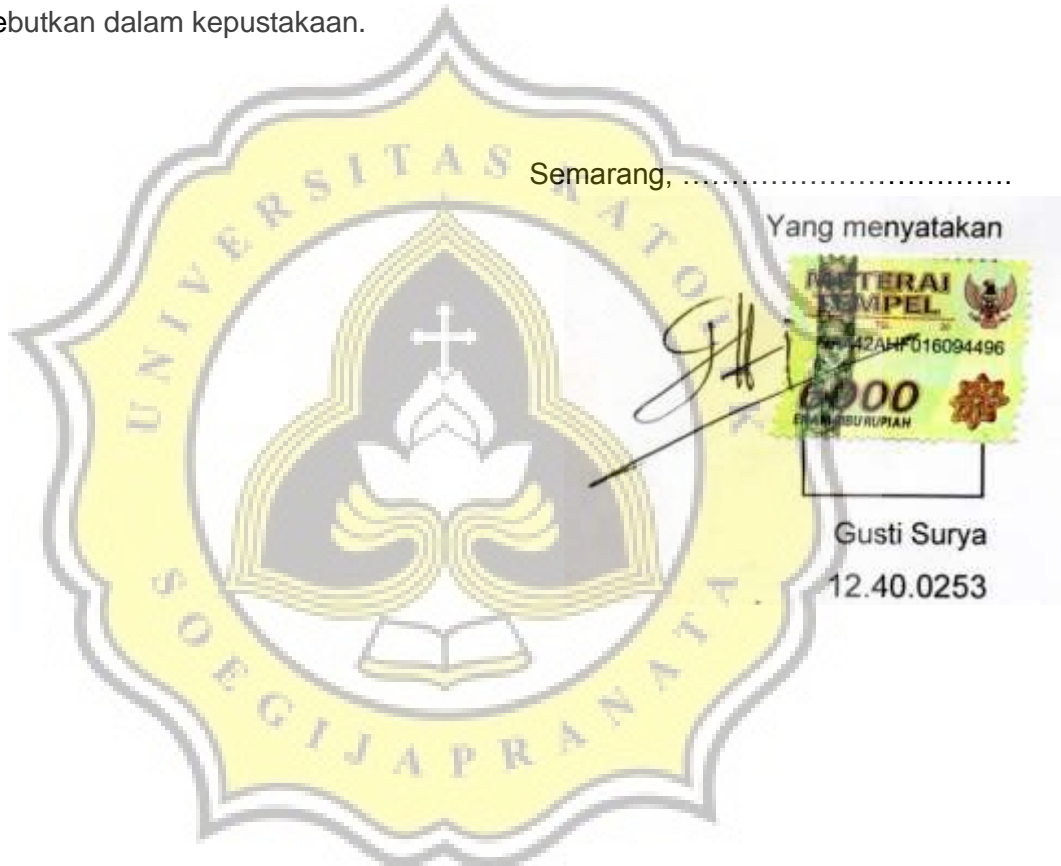 ebutkan dalam kepustakaan.
UNIVERSITAS KATOLIK
SOEGIJAPRANATA
Semarang, ……………………………
Yang menyatakan
METERAI
TEMPEL
42AHF016094496
6000
ENAM RIBU RUPIAH
Gusti Surya
12.40.0253